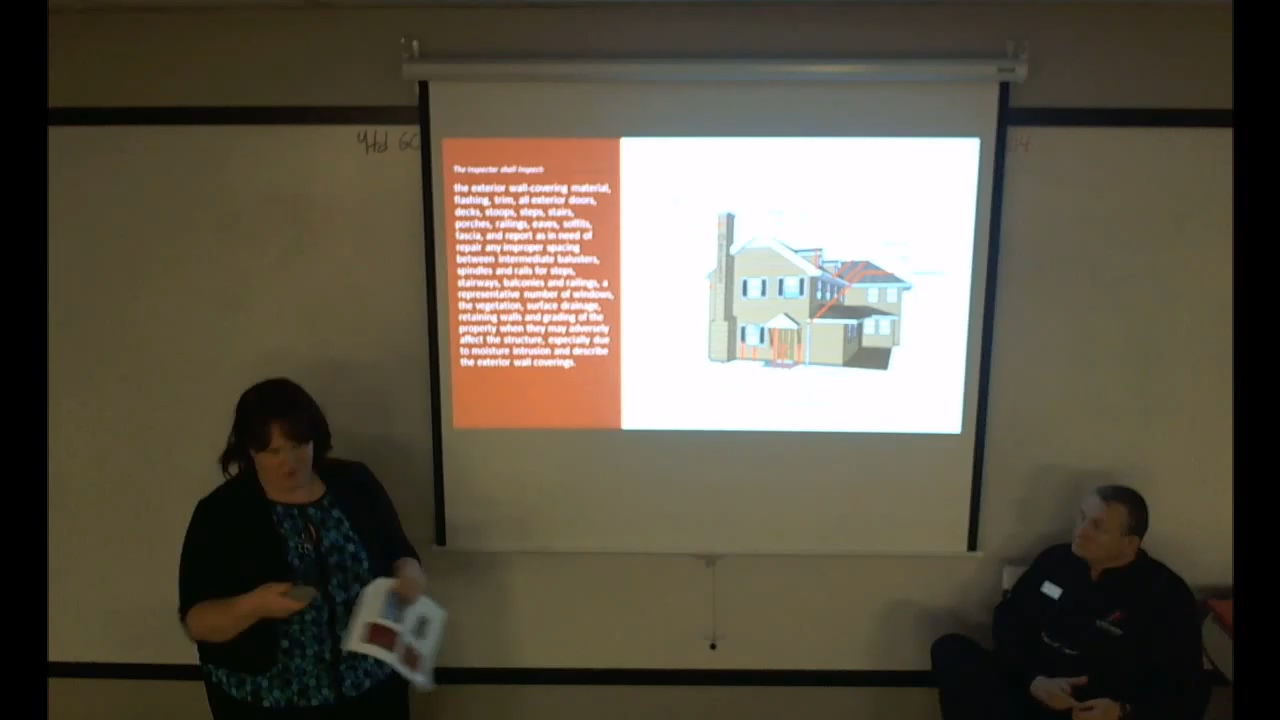 Ytd GC
The inspector shall inspect:
the exterior wall-covering material,
flashing, trim, all exterior doors,
decks, stoops, steps, stairs,
porches, railings, eaves, soffits,
fascia, and report as in need of
repair any improper spacing
between intermediate balusters,
spindles and rails for steps,
stairways, balconies and railings, a
representative number of windows,
the vegetation, surface drainage,
retaining walls and grading of the
property when they may adversely
affect the structure, especially due
to moisture intrusion and describe
the exterior wall coverings.